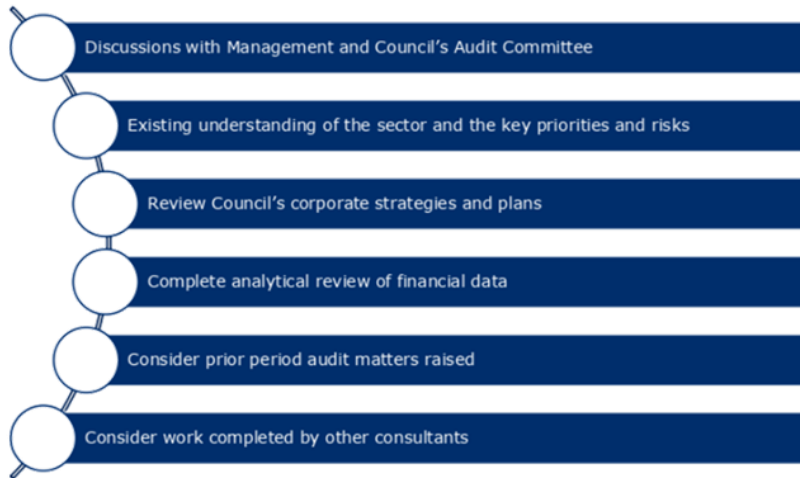 Discussions with Management and Council’s Audit Committee
Existing understanding of the sector and the key priorities and risks
Review Council’s corporate strategies and plans
Complete analytical review of financial data
Consider prior period audit matters raised
Consider work completed by other consultants